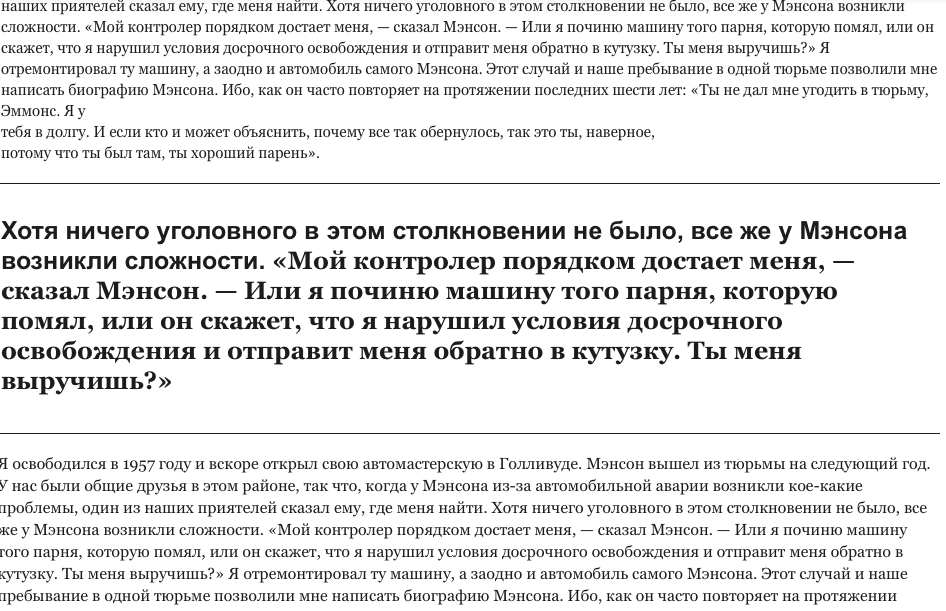 наших приятелей сказал ему, где меня найти. Хотя ничего уголовного в этом столкновении не было, все же у Мэнсона возникли
сложности. «Мой контролер порядком достает меня, — сказал Мэнсон. — Или я починю машину того парня, которую помял, или он
скажет, что я нарушил условия досрочного освобождения и отправит меня обратно в кутузку. Ты меня выручишь?» Я
отремонтировал ту машину, а заодно и автомобиль самого Мэнсона. Этот случай и наше пребывание в одной тюрьме позволили мне
написать биографию Мэнсона. Ибо, как он часто повторяет на протяжении последних шести лет: «Ты не дал мне угодить в тюрьму,
Эммонс. Я у
тебя в долгу. И если кто и может объяснить, почему все так обернулось, так это ты, наверное,
потому что ты был там, ты хороший парень».
Хотя ничего уголовного в этом столкновении не было, все же у Мэнсона
возникли сложности. «Мой контролер порядком достает меня, —
сказал Мэнсон. — Или я починю машину того парня, которую
помял, или он скажет, что я нарушил условия досрочного
освобождения и отправит меня обратно в кутузку. Ты меня
выручишь?»
Я освободился в 1957 году и вскоре открыл свою автомастерскую в Голливуде. Мэнсон вышел из тюрьмы на следующий год.
У нас были общие друзья в этом районе, так что, когда у Мэнсона из-за автомобильной аварии возникли кое-какие
проблемы, один из наших приятелей сказал ему, где меня найти. Хотя ничего уголовного в этом столкновении не было, все
же у Мэнсона возникли сложности. «Мой контролер порядком достает меня, — сказал Мэнсон. — Или я починю машину
того парня, которую помял, или он скажет, что я нарушил условия досрочного освобождения и отправит меня обратно в
кутузку. Ты меня выручишь?» Я отремонтировал ту машину, а заодно и автомобиль самого Мэнсона. Этот случай и наше
пребывание в одной тюрьме позволили мне написать биографию Мэнсона. Ибо, как он часто повторяет на протяжении